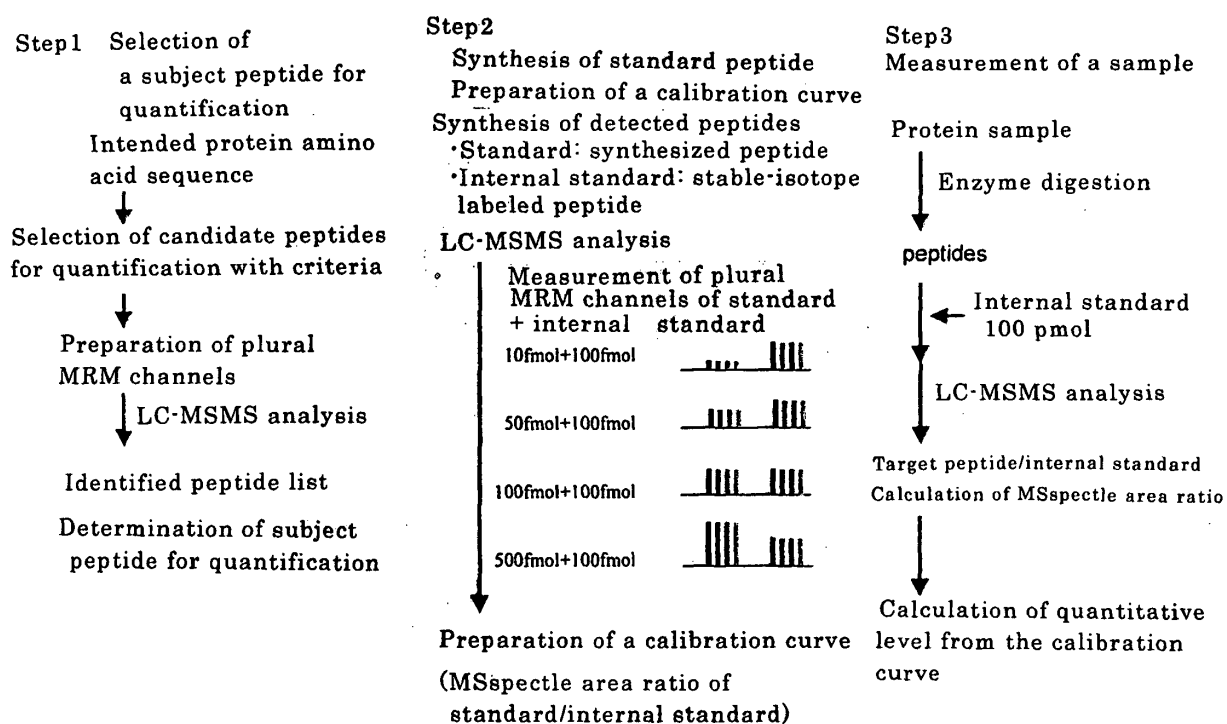 Step1 Selection of
a subject peptide for
quantification
Intended protein amino
acid sequence
Selection of candidate peptides
for quantification with criteria
Preparation of plural
MRM channels
LC-MSMS analysis
Identified peptide list
Determination of subject
peptide for quantification
Step2
Synthesis of standard peptide
Preparation of a calibration curve
Synthesis of detected peptides
・Standard: synthesized peptide
・Internal standard: stable-isotope
labeled peptide
LC-MSMS analysis
Measurement of plural
MRM channels of standard
+ internal standard
10fmol+100fmol
50fmol+100fmol
100fmol+100fmol
500fmol+100fmol
Preparation of a calibration curve
(MSspectle area ratio of
standard/internal standard)
Step3
Measurement of a sample
Protein sample
Enzyme digestion
peptides
Internal standard
100 pmol
LC-MSMS analysis
Target peptide/internal standard
Calculation of MSspectle area ratio
Calculation of quantitative
level from the calibration
curve